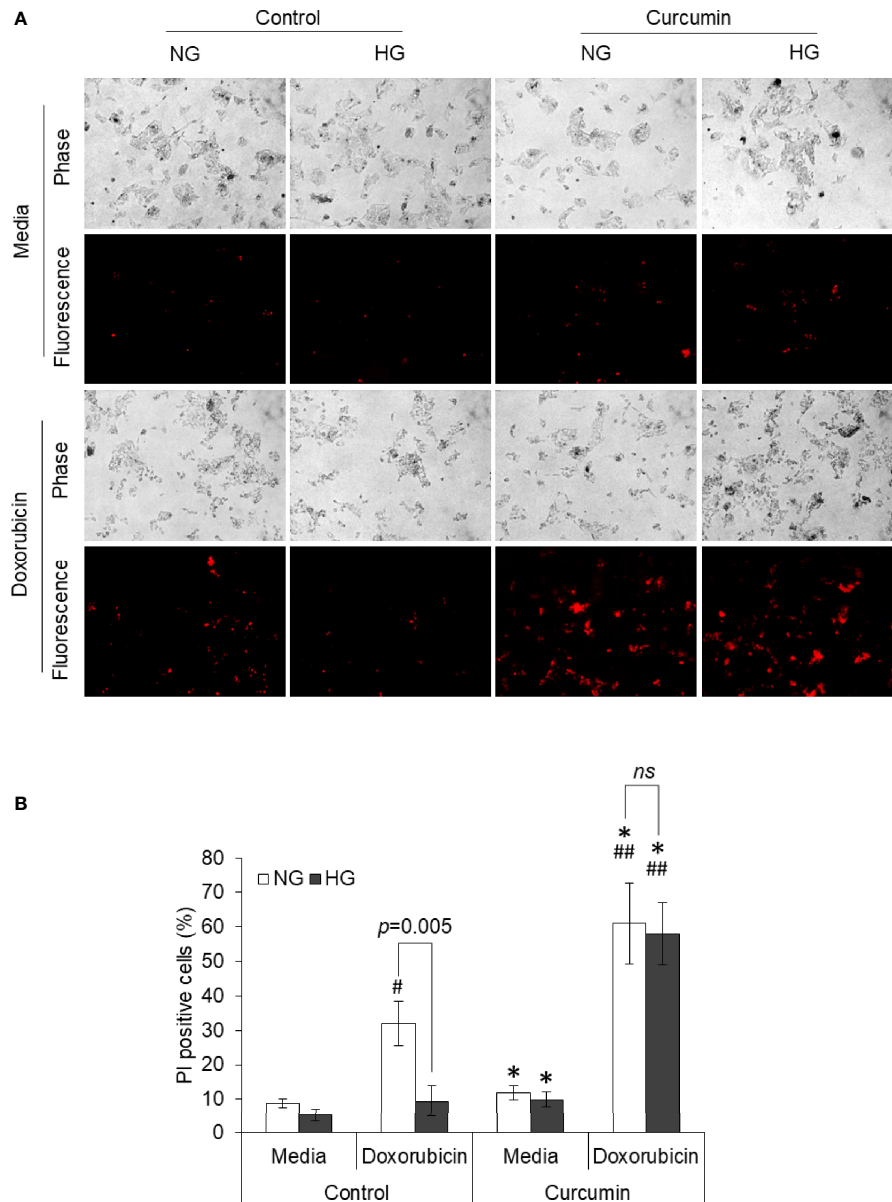 A
Control
Curcumin
NG
HG
NG
HG
Media
Phase
Fluorescence
Doxorubicin
Phase
Fluorescence
B
ns
*
##
*
##
80
70
60
50
40
30
20
10
0
PI positive cells (%)
NG
HG
p=0.005
#
*
*
Media
Doxorubicin
Media
Doxorubicin
Control
Curcumin